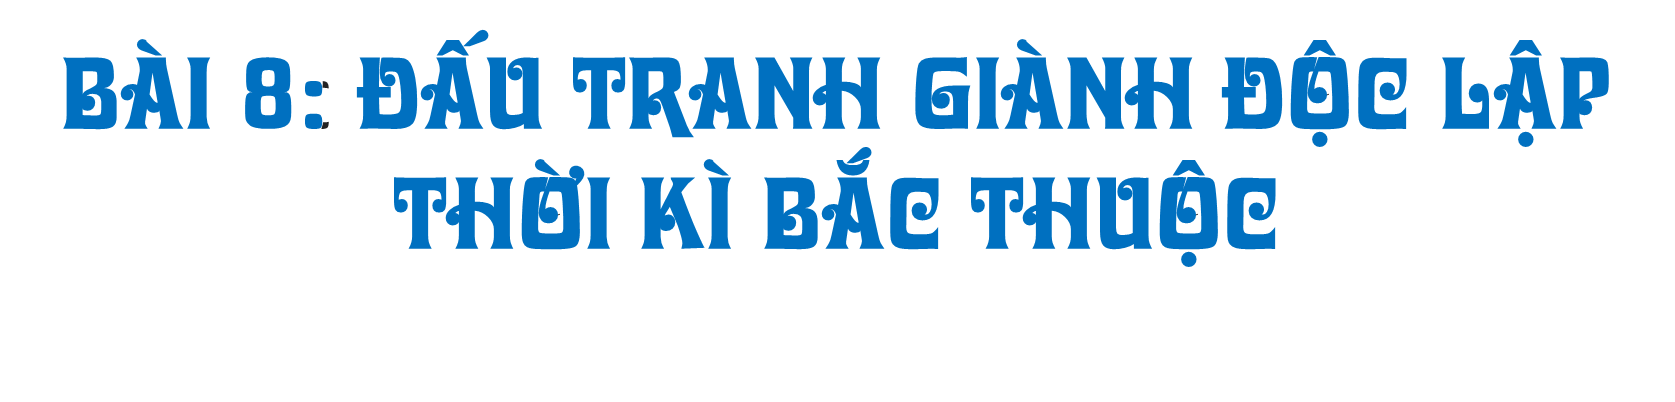 BÀI 8: ĐẤU TRANH GIÀNH ĐỘC LẬP
THỜI KÌ BẮC THUỘC